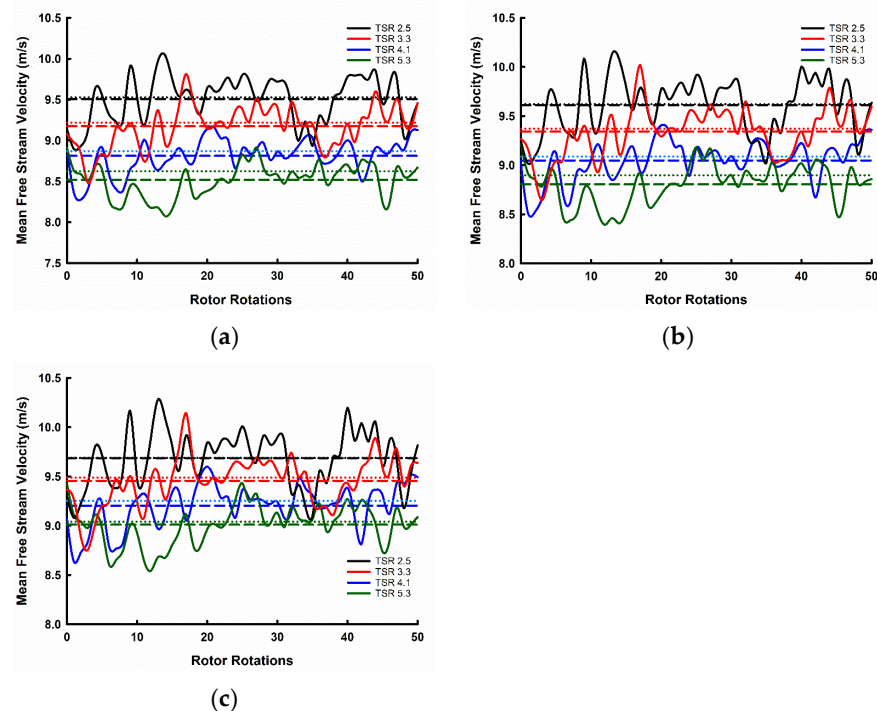 10.5
10.0
9.5
9.0
8.5
8.0
7.5
Mean Free Stream Velocity (m/s)
TSR 2.5
TSR 3.3
TSR 4.1
TSR 5.3
0 10 20 30 40 50
Rotor Rotations
(a)
10.5
10.0
9.5
9.0
8.5
8.0
Mean Free Stream Velocity (m/s)
TSR 2.5
TSR 3.3
TSR 4.1
TSR 5.3
0 10 20 30 40 50
Rotor Rotations
(b)
10.5
10.0
9.5
9.0
8.5
8.0
Mean Free Stream Velocity (m/s)
TSR 2.5
TSR 3.3
TSR 4.1
TSR 5.3
0 10 20 30 40 50
Rotor Rotations
(c)